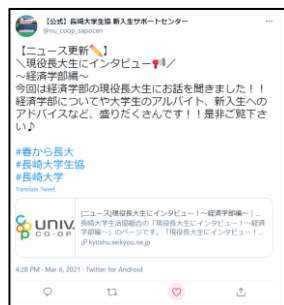 【公式】長崎大学生協 新入生サポートセンター
@nu_coop_sapocen
【ニュース更新✏️】
＼現役長大生にインタビュー📢／
〜経済学部編〜
今回は経済学部の現役長大生にお話を聞きました！！
経済学部についてや大学生のアルバイト、新入生への
アドバイスなど、盛りだくさんです！！是非ご覧下さ
い♪
#春から長大
#長崎大学生協
#長崎大学
Translate Tweet
[ニュース]現役長大生にインタビュー！〜経済学部編〜｜...
長崎大学生活協同組合の「現役長大生にインタビュー！〜経済
学部編〜」のページです。「現役長大生にインタビュー！...
kyushu.seikyou.ne.jp
UNIV.
CO-OP
4:28 PM · Mar 6, 2021 · Twitter for Android